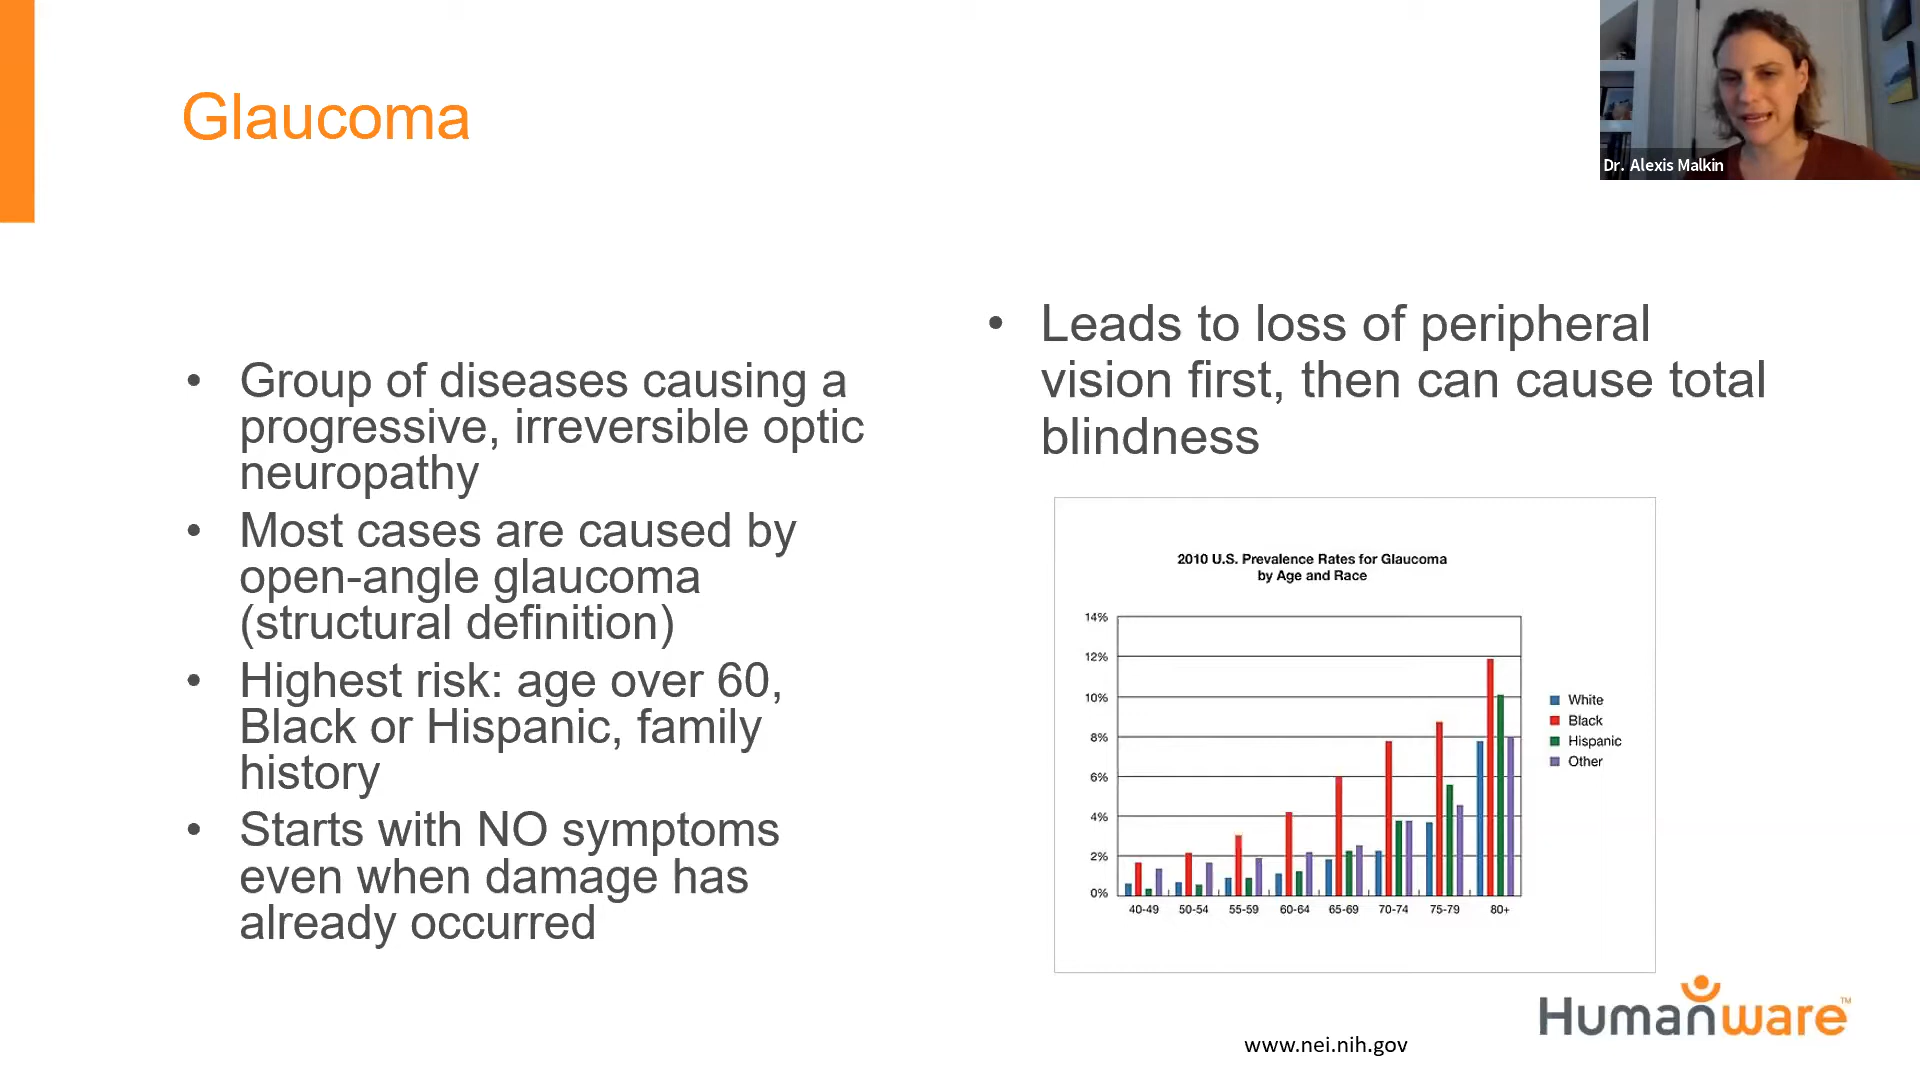 Glaucoma
Dr. Alexis Malkin
• Group of diseases causing a
progressive, irreversible optic
neuropathy
• Most cases are caused by
open-angle glaucoma
(structural definition)
• Highest risk: age over 60,
Black or Hispanic, family
history
• Starts with NO symptoms
even when damage has
already occurred
• Leads to loss of peripheral
vision first, then can cause total
blindness
2010 U.S. Prevalence Rates for Glaucoma
by Age and Race
14%
12%
10%
8%
6%
4%
2%
0%
40-49 50-54 55-59 60-64 65-69 70-74 75-79 80+
White
Black
Hispanic
Other
Humanware™
www.nei.nih.gov